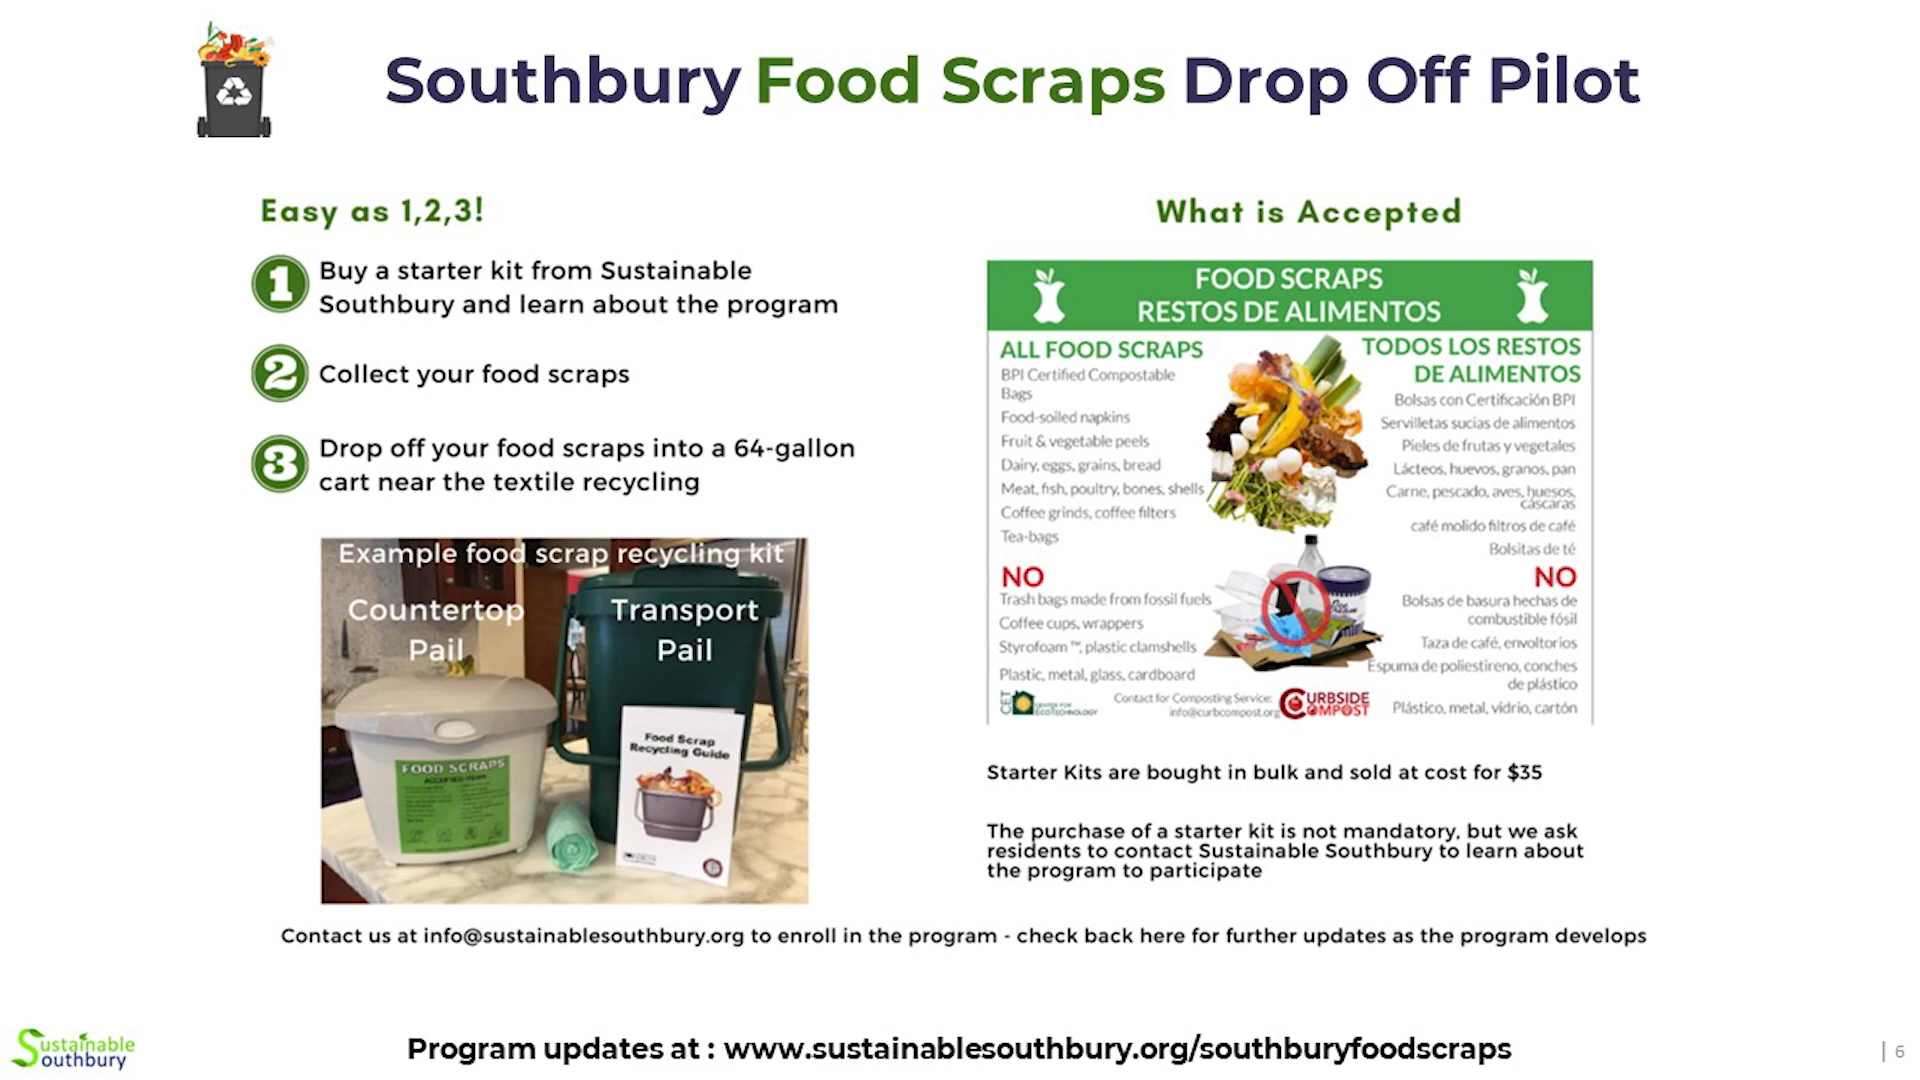 Southbury Food Scraps Drop Off Pilot
Easy as 1,2,3!
1
Buy a starter kit from Sustainable
Southbury and learn about the program
2
Collect your food scraps
3
Drop off your food scraps into a 64-gallon
cart near the textile recycling
Example food scrap recycling kit
Countertop
Pail
Transport
Pail
FOOD SCRAPS
Food Scrap
Recycling Guide
What is Accepted
FOOD SCRAPS
RESTOS DE ALIMENTOS
ALL FOOD SCRAPS
BPI Certified Compostable
Bags
Food-soiled napkins
Fruit & vegetable peels
Dairy, eggs, grains, bread
Meat, fish, poultry, bones, shells
Coffee grinds, coffee filters
Tea-bags
NO
Trash bags made from fossil fuels
Coffee cups, wrappers
Styrofoam ™, plastic clamshells
Plastic, metal, glass, cardboard
TODOS LOS RESTOS
DE ALIMENTOS
Bolsas con Certificación BPI
Servilletas sucias de alimentos
Pieles de frutas y vegetales
Lácteos, huevos, granos, pan
Carne, pescado, aves, huesos,
cáscaras
café molido filtros de café
Bolsitas de té
NO
Bolsas de basura hechas de
combustible fósil
Taza de café, envoltorios
Espuma de poliestireno, conches
de plástico
Plástico, metal, vidrio, cartón
CET
CENTER FOR
ECOTECHNOLOGY
Contact for Composting Service:
info@curbcompost.org
CURBSIDE
COMPOST
Starter Kits are bought in bulk and sold at cost for $35
The purchase of a starter kit is not mandatory, but we ask
residents to contact Sustainable Southbury to learn about
the program to participate
Contact us at info@sustainablesouthbury.org to enroll in the program - check back here for further updates as the program develops
Sustainable
Southbury
Program updates at : www.sustainablesouthbury.org/southburyfoodscraps
| 6